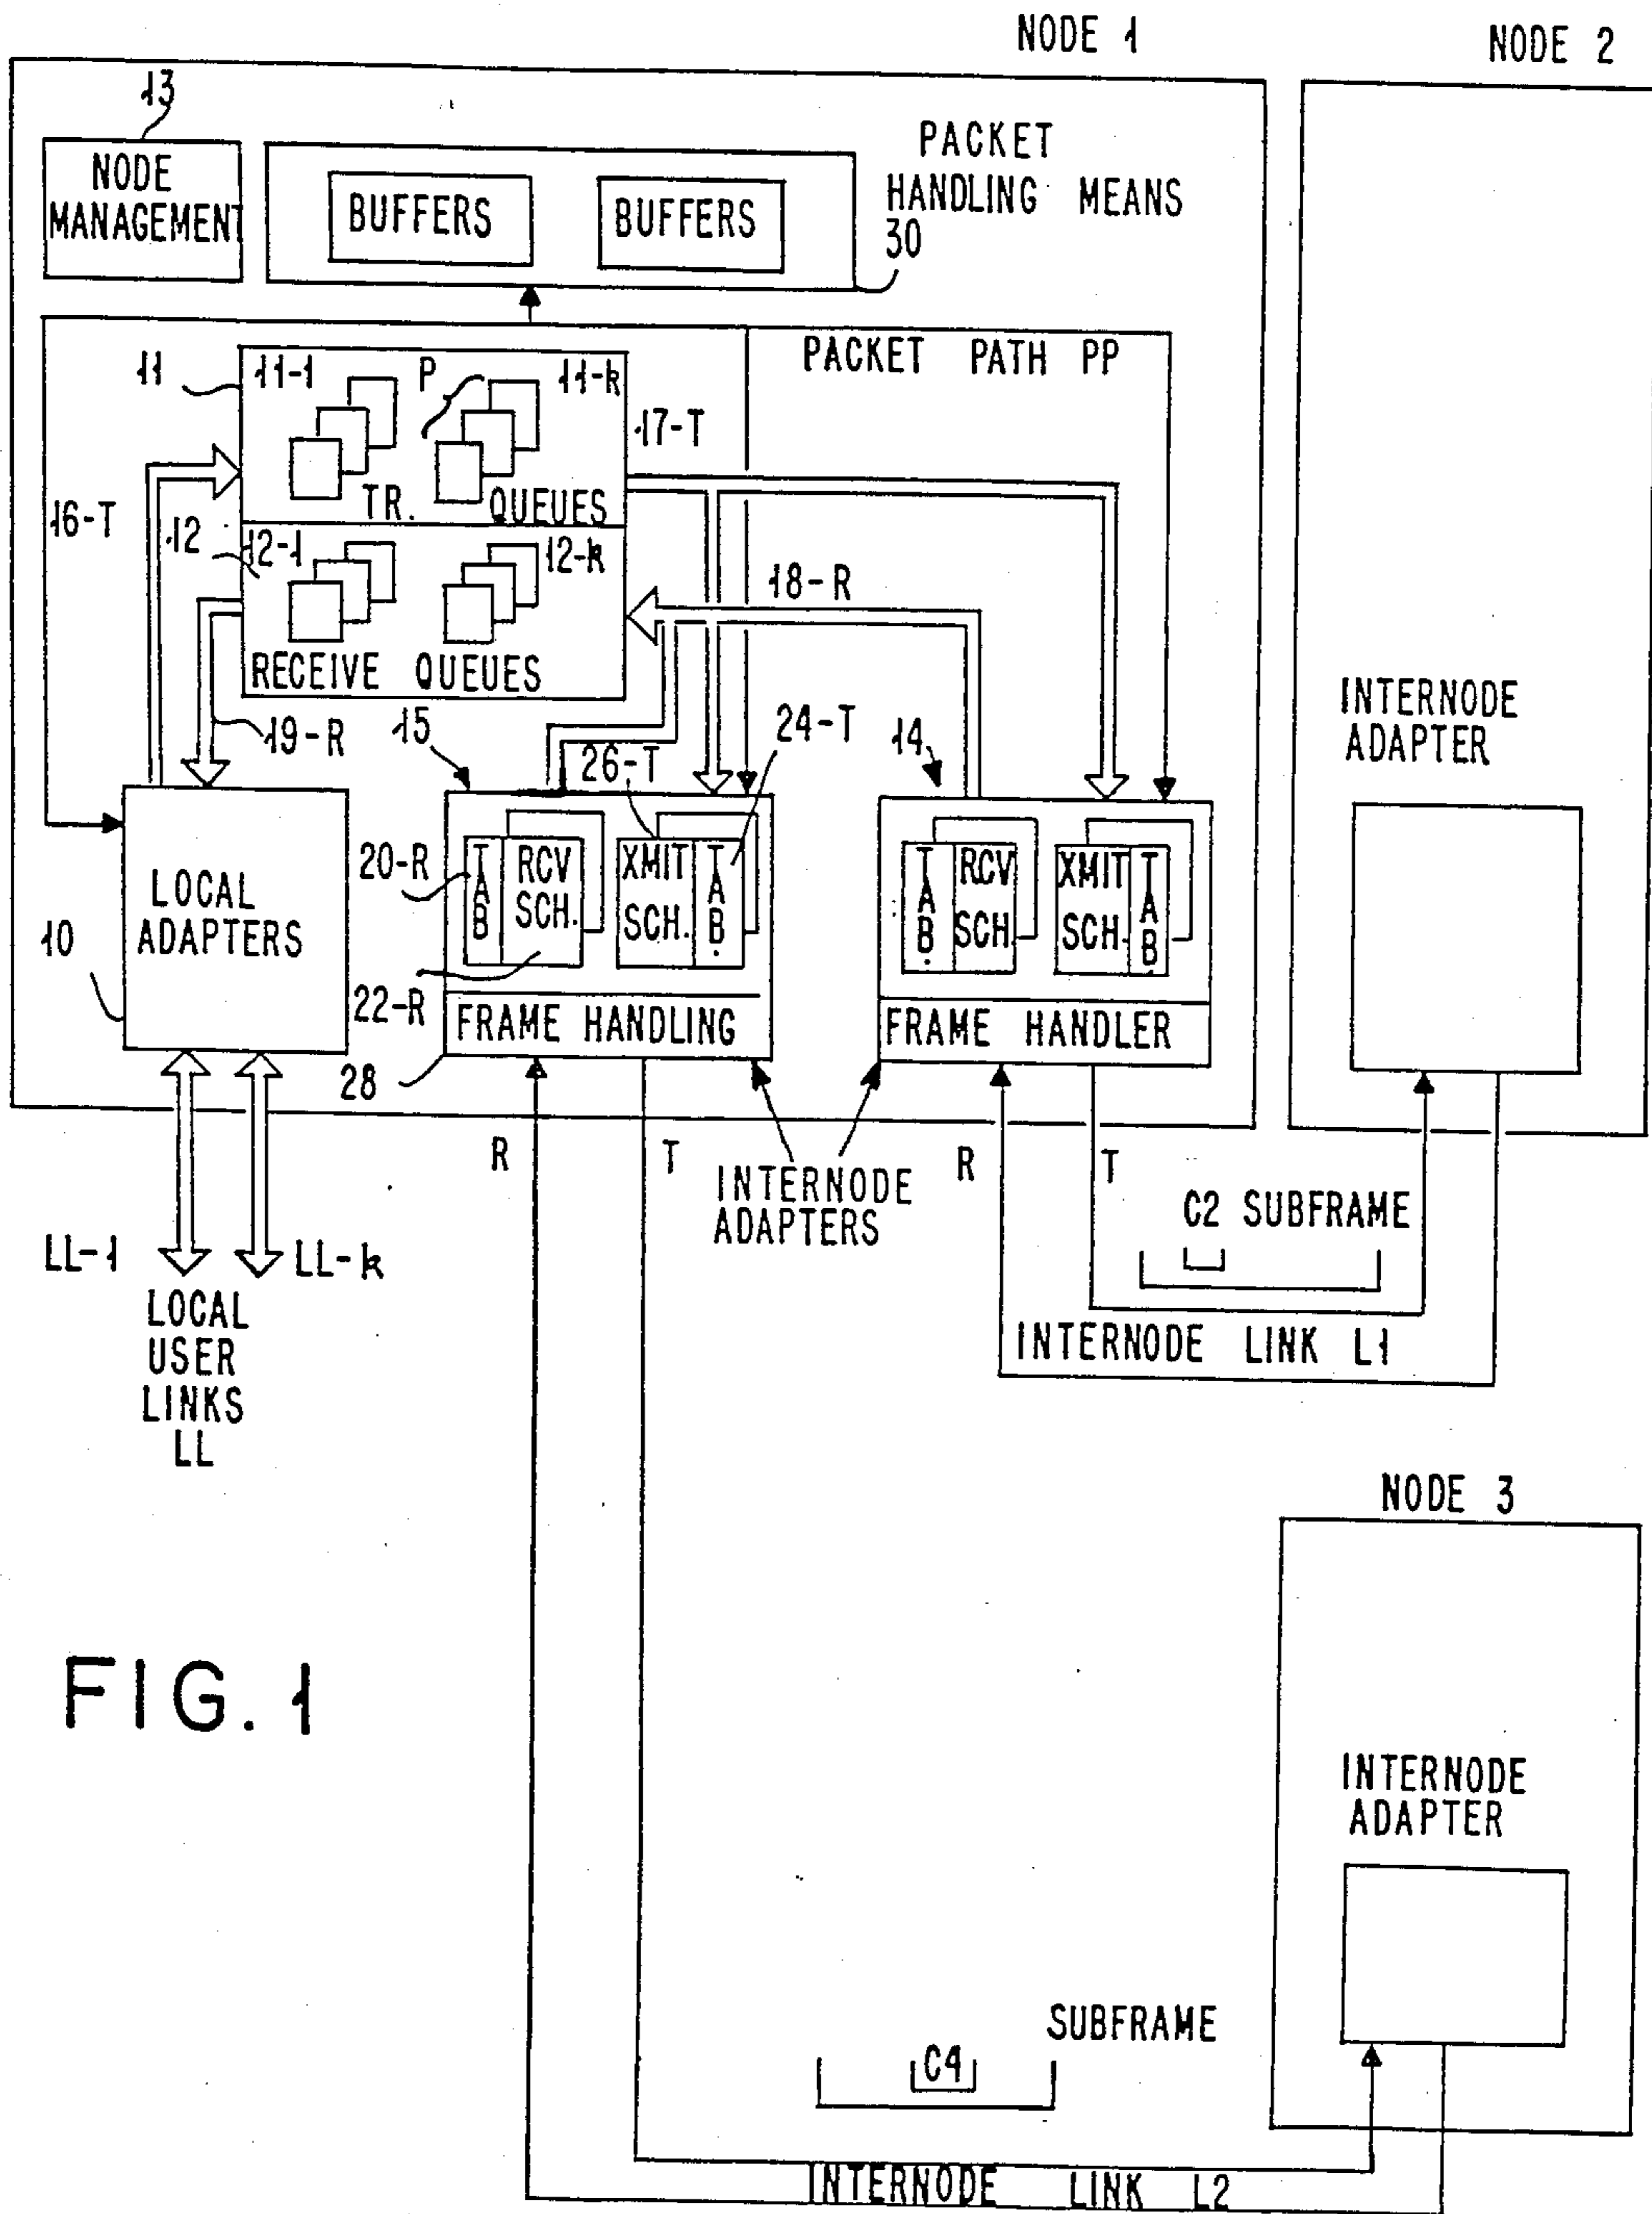 NODE 1
NODE 2
13
NODE
MANAGEMENT
BUFFERS
BUFFERS
PACKET
HANDLING MEANS
30
PACKET PATH PP
11
11-1
P
11-k
17-T
TR. QUEUES
16-T
12
12-1
12-k
18-R
RECEIVE QUEUES
19-R
15
26-T
24-T
14
INTERNODE
ADAPTER
LOCAL
ADAPTERS
10
20-R
TAB
RCV
SCH.
XMIT
SCH.
TAB.
22-R
TAB.
RCV
SCH.
XMIT
SCH.
TAB.
FRAME HANDLING
FRAME HANDLER
28
R
T
INTERNODE
ADAPTERS
R
T
C2 SUBFRAME
LL-1
LL-k
LOCAL
USER
LINKS
LL
INTERNODE LINK L1
NODE 3
FIG. 1
INTERNODE
ADAPTER
SUBFRAME
C4
INTERNODE LINK L2